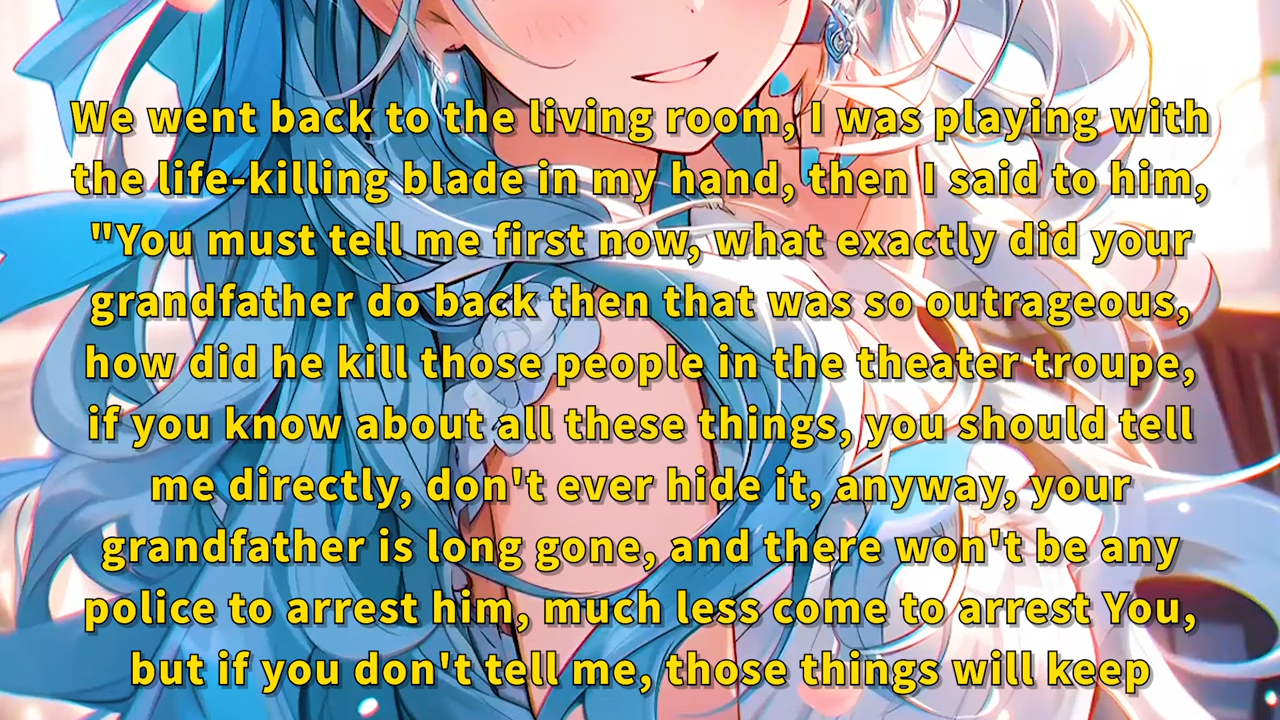 We went back to the living room, I was playing with
the life-killing blade in my hand, then I said to him,
"You must tell me first now, what exactly did your
grandfather do back then that was so outrageous,
how did he kill those people in the theater troupe,
if you know about all these things, you should tell
me directly, don't ever hide it, anyway, your
grandfather is long gone, and there won't be any
police to arrest him, much less come to arrest You,
but if you don't tell me, those things will keep